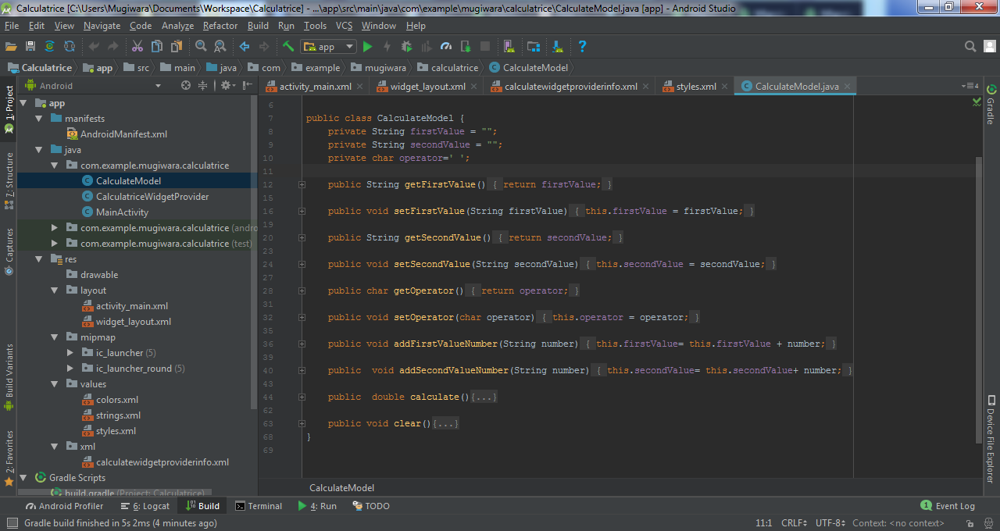 Calculatrice [C:\Users\Mugiwara\Documents\Workspace\Calculatrice] - ...\app\src\main\java\com\example\mugiwara\calculatrice\CalculateModel.java [app] - Android Studio
File Edit View Navigate Code Analyze Refactor Build Run Tools VCS Window Help
app
Calculatrice app src main java com example mugiwara calculatrice CalculateModel
Android
activity_main.xml widget_layout.xml calculatewidgetproviderinfo.xml styles.xml CalculateModel.java 4
1: Project
7: Structure
Captures
Build Variants
2: Favorites
app
manifests
AndroidManifest.xml
java
com.example.mugiwara.calculatrice
CalculateModel
CalculatriceWidgetProvider
MainActivity
com.example.mugiwara.calculatrice (andro
com.example.mugiwara.calculatrice (test)
res
drawable
layout
activity_main.xml
widget_layout.xml
mipmap
ic_launcher (5)
ic_launcher_round (5)
values
colors.xml
strings.xml
styles.xml
xml
calculatewidgetproviderinfo.xml
Gradle Scripts
build.gradle (Project: Calculatrice)
6
7 public class CalculateModel {
8 private String firstValue = "";
9 private String secondValue = "";
10 private char operator=' ';
11
12 public String getFirstValue() { return firstValue; }
15
16 public void setFirstValue(String firstValue) { this.firstValue = firstValue; }
19
20 public String getSecondValue() { return secondValue; }
23
24 public void setSecondValue(String secondValue) { this.secondValue = secondValue; }
27
28 public char getOperator() { return operator; }
31
32 public void setOperator(char operator) { this.operator = operator; }
35
36 public void addFirstValueNumber(String number) { this.firstValue= this.firstValue + number; }
39
40 public  void addSecondValueNumber(String number) { this.secondValue= this.secondValue+ number; }
43
44 public  double calculate(){...}
62
63 public void clear(){...}
68 }
69
CalculateModel
Gradle
Device File Explorer
Android Profiler 6: Logcat Build Terminal 4: Run TODO 1 Event Log
Gradle build finished in 5s 2ms (4 minutes ago) 11:1 CRLF UTF-8 Context: <no context>